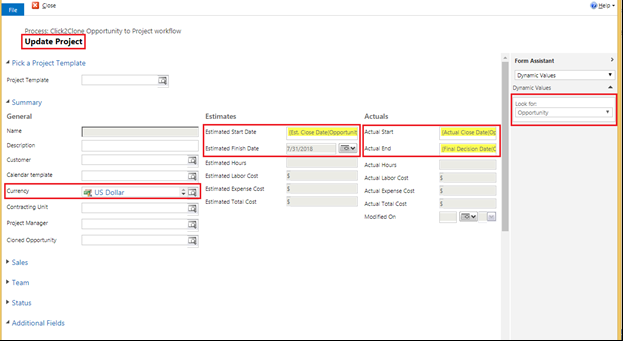 File
Close
Help
Process: Click2Clone Opportunity to Project workflow
Update Project
Pick a Project Template
Project Template
Summary
General
Name
Description
Customer
Calendar template
Currency
US Dollar
Contracting Unit
Project Manager
Cloned Opportunity
Estimates
Estimated Start Date
{Est. Close Date(Opportunit
Estimated Finish Date
7/31/2018
Estimated Hours
Estimated Labor Cost
$
Estimated Expense Cost
$
Estimated Total Cost
$
Actuals
Actual Start
{Actual Close Date(Op
Actual End
{Final Decision Date(O
Actual Hours
Actual Labor Cost
$
Actual Expense Cost
$
Actual Total Cost
$
Modified On
Sales
Team
Status
Additional Fields
Form Assistant
Dynamic Values
Dynamic Values
Look for:
Opportunity